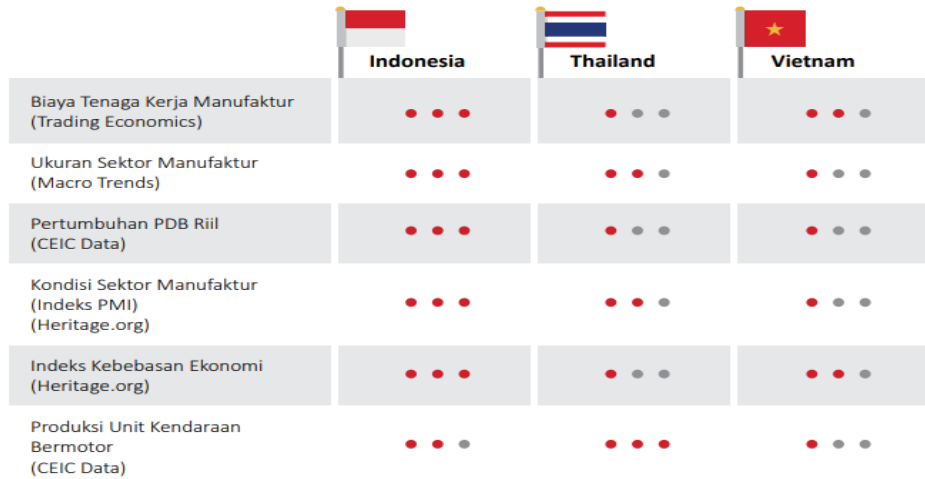 Indonesia
Thailand
Vietnam
Biaya Tenaga Kerja Manufaktur
(Trading Economics)
Ukuran Sektor Manufaktur
(Macro Trends)
Pertumbuhan PDB Riil
(CEIC Data)
Kondisi Sektor Manufaktur
(Indeks PMI)
(Heritage.org)
Indeks Kebebasan Ekonomi
(Heritage.org)
Produksi Unit Kendaraan
Bermotor
(CEIC Data)